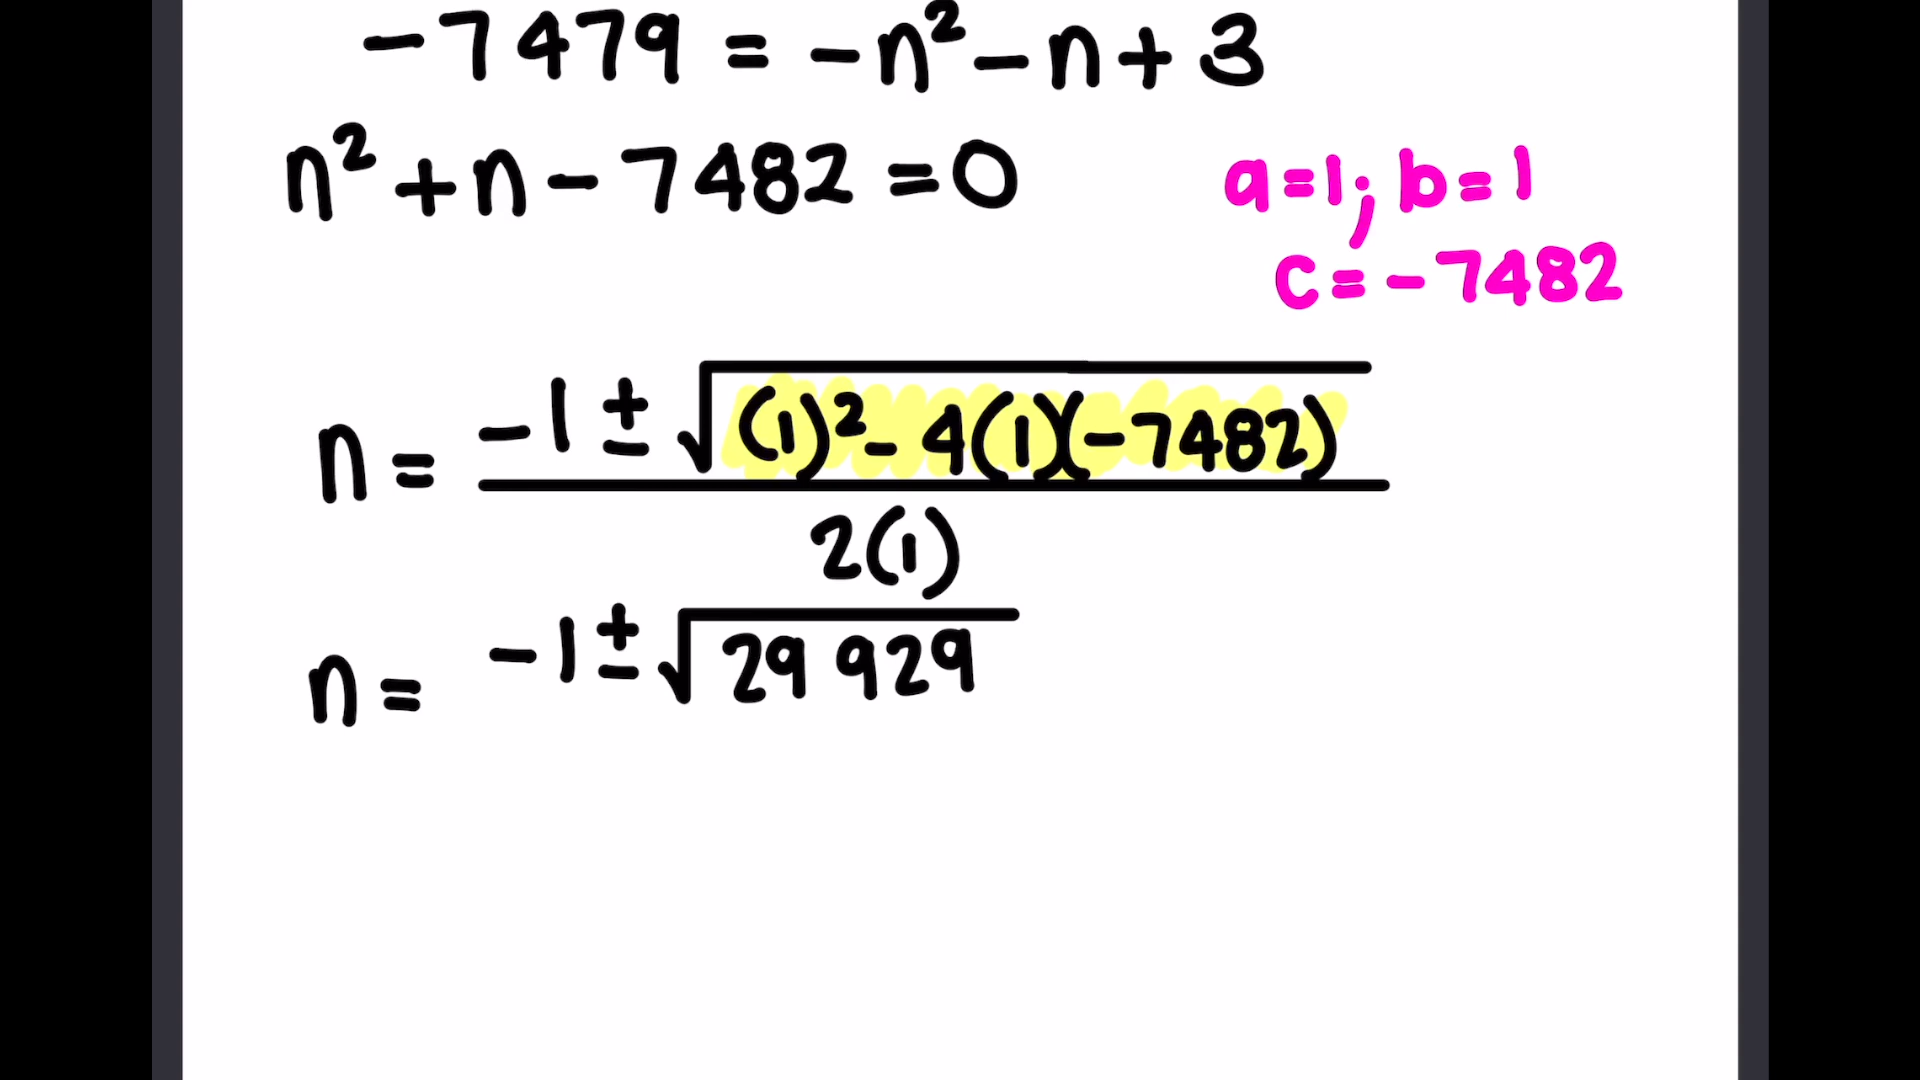 -7479 = -n² - n + 3
n² + n - 7482 = 0
a=1; b=1
c=-7482
n = -1 ± √(1)² - 4(1)(-7482)
2(1)
n = -1 ± √29 929